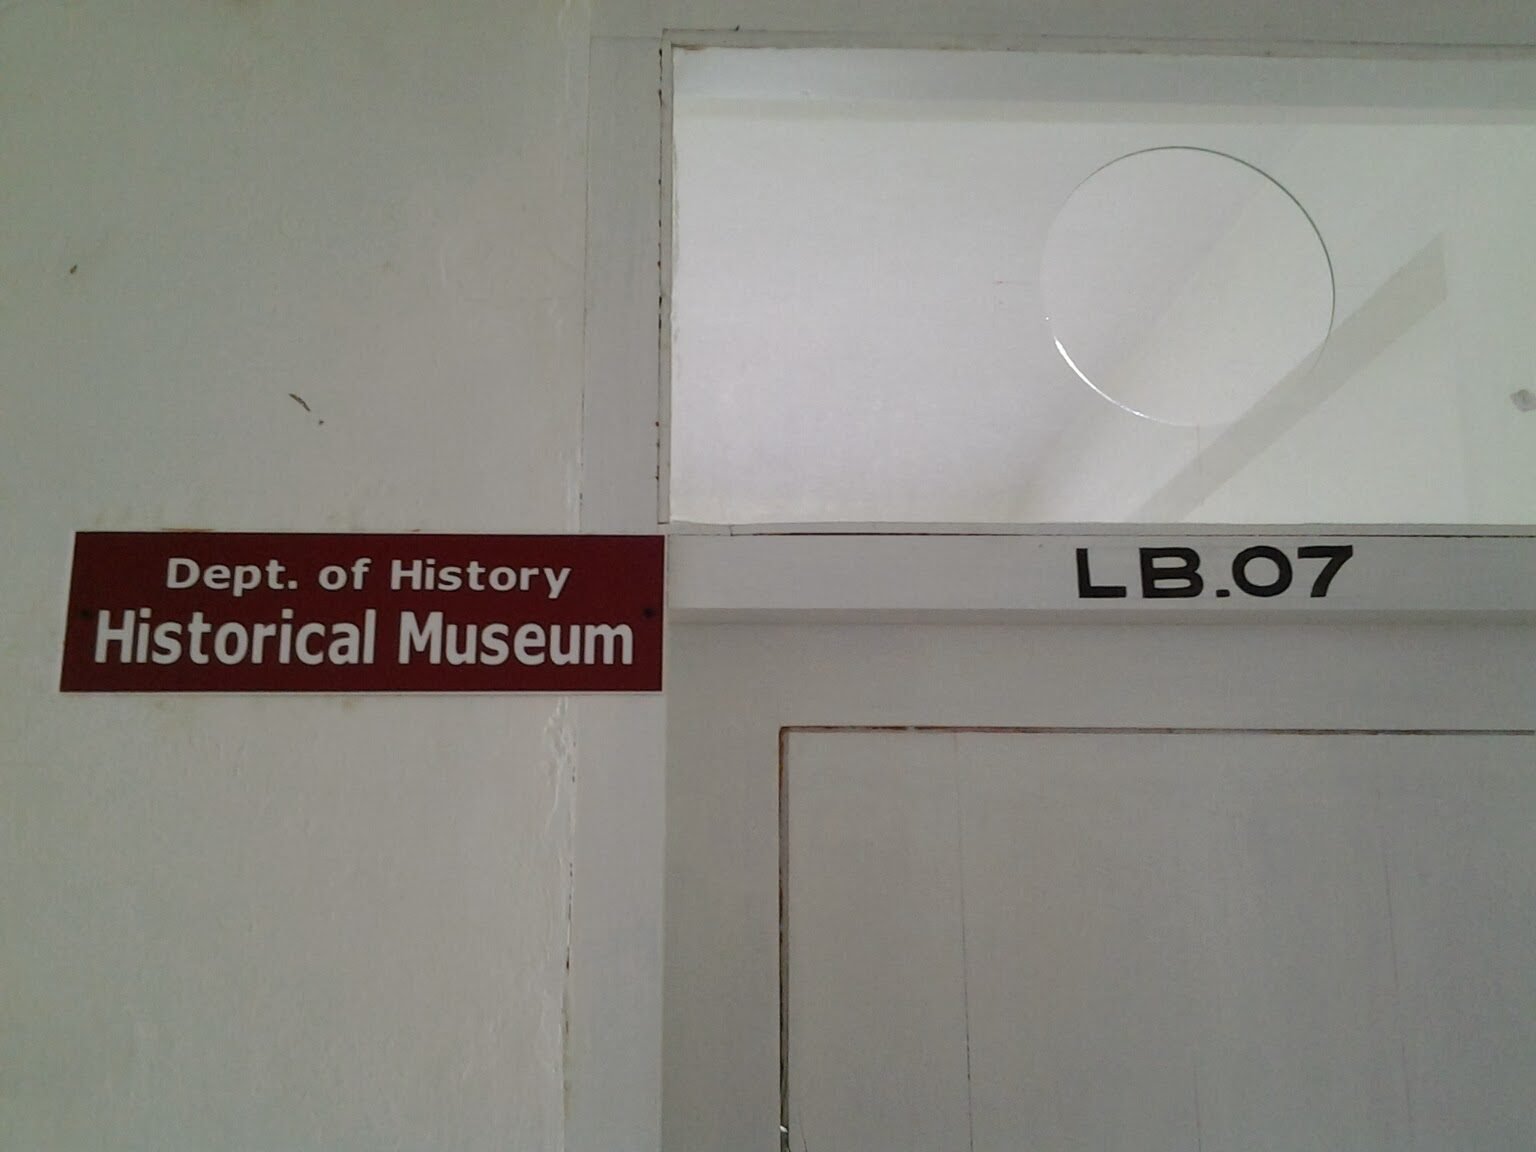 Dept. of History
Historical Museum
LB.07